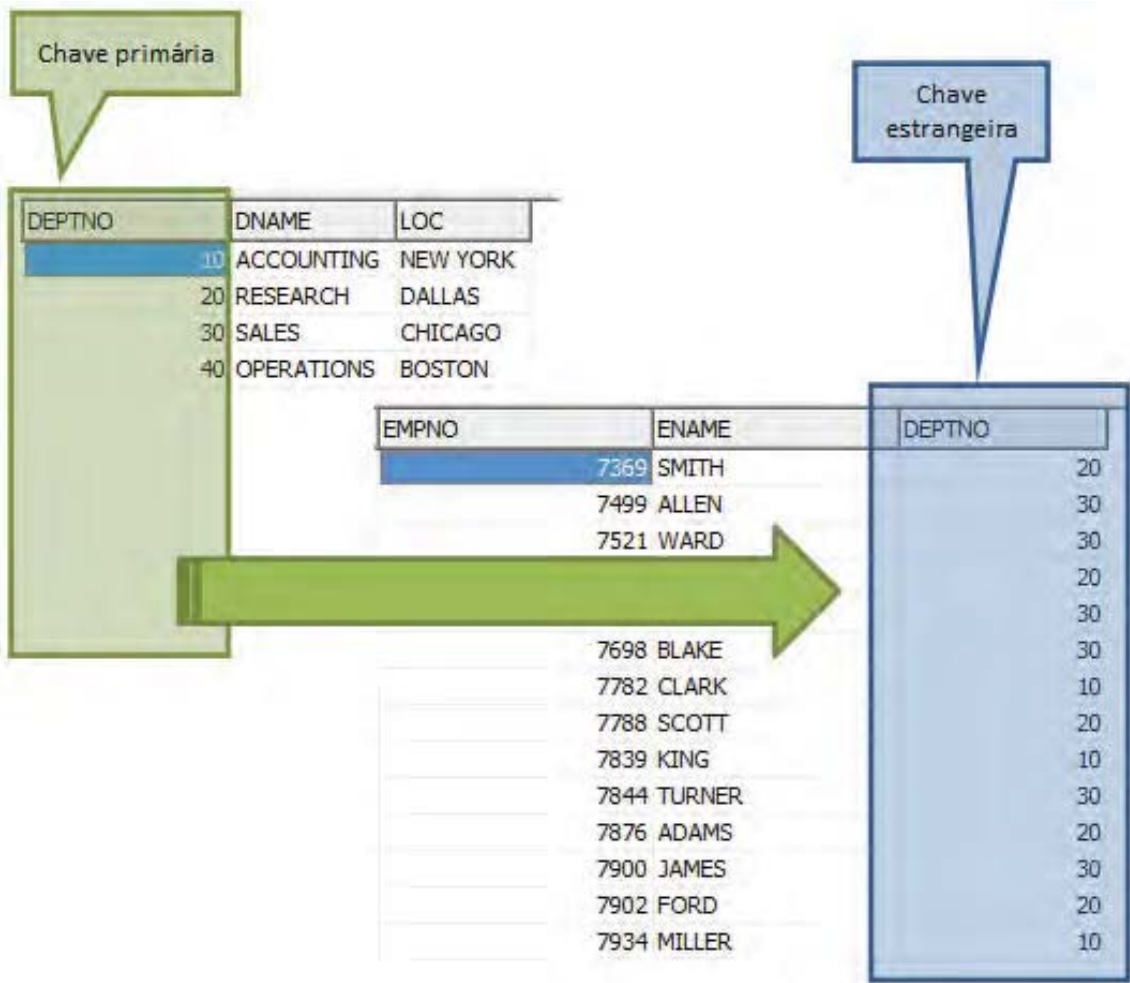 Chave primária
Chave
estrangeira
DEPTNO DNAME LOC
10 ACCOUNTING NEW YORK
20 RESEARCH DALLAS
30 SALES CHICAGO
40 OPERATIONS BOSTON
EMPNO ENAME DEPTNO
7369 SMITH 20
7499 ALLEN 30
7521 WARD 30
20
30
7698 BLAKE 30
7782 CLARK 10
7788 SCOTT 20
7839 KING 10
7844 TURNER 30
7876 ADAMS 20
7900 JAMES 30
7902 FORD 20
7934 MILLER 10